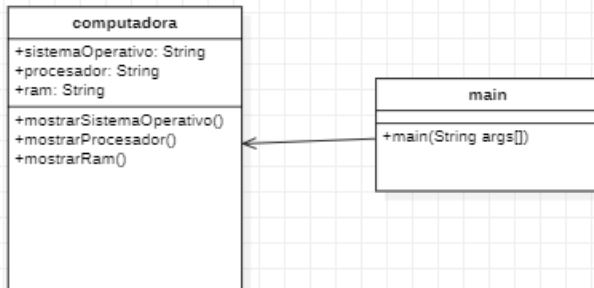 computadora
+sistemaOperativo: String
+procesador: String
+ram: String
+mostrarSistemaOperativo()
+mostrarProcesador()
+mostrarRam()
main
+main(String args[])